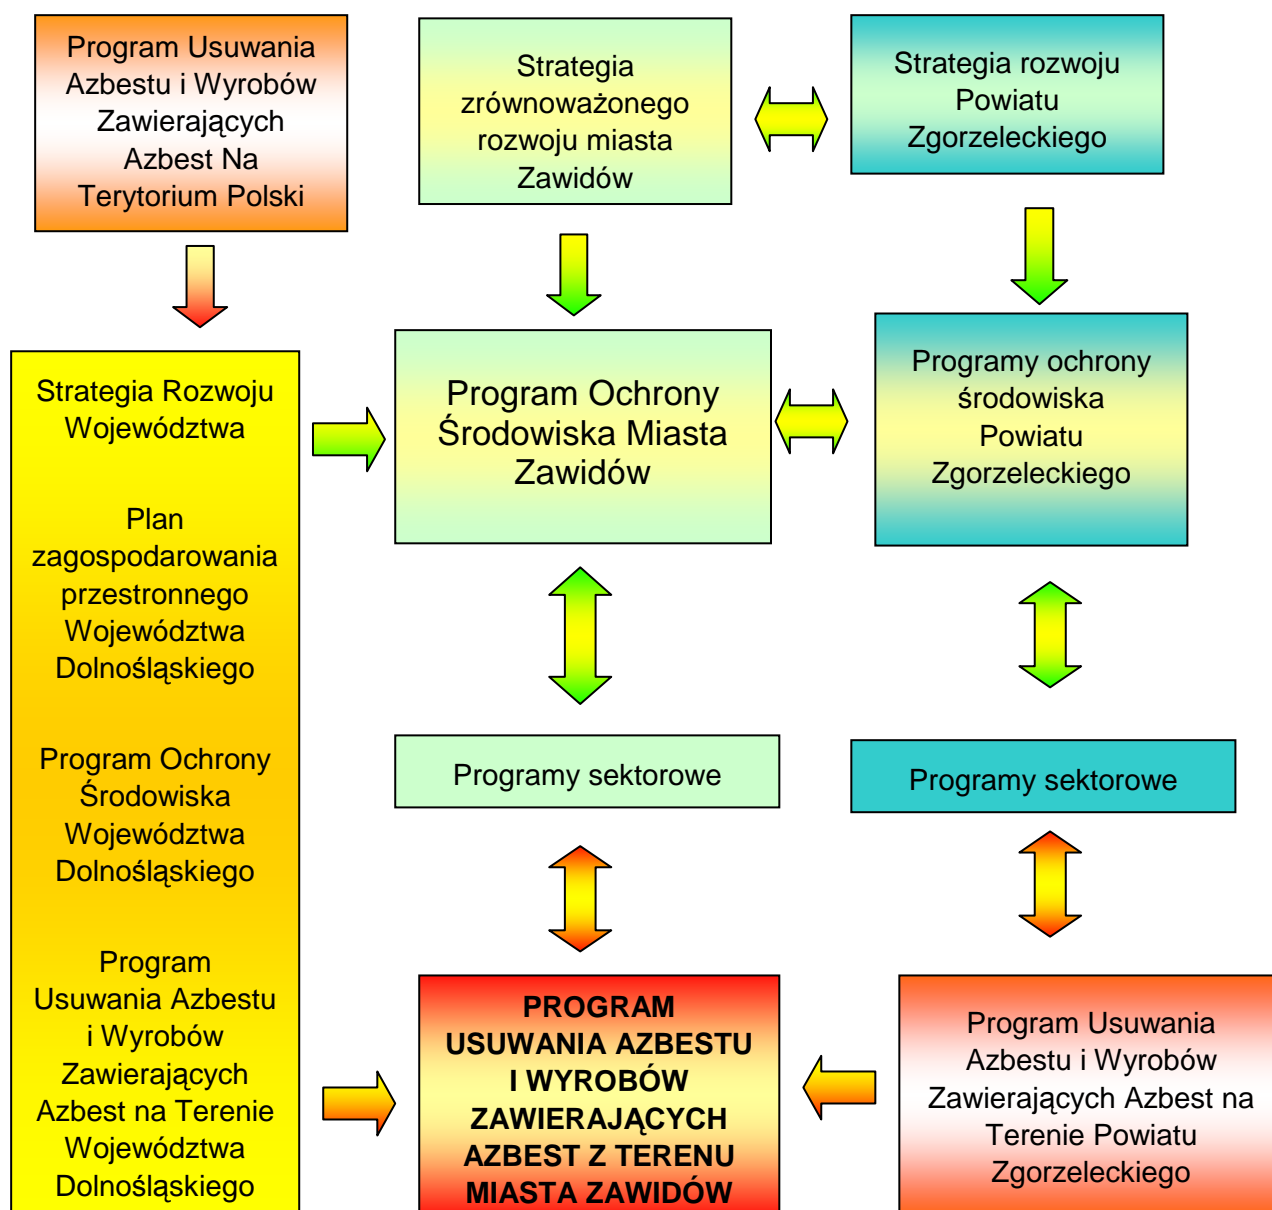 Program Usuwania
Azbestu i Wyrobów
Zawierających
Azbest Na
Terytorium Polski
Strategia
zrównoważonego
rozwoju miasta
Zawidów
Strategia rozwoju
Powiatu
Zgorzeleckiego
Strategia Rozwoju
Województwa
Plan
zagospodarowania
przestronnego
Województwa
Dolnośląskiego
Program Ochrony
Środowiska
Województwa
Dolnośląskiego
Program
Usuwania Azbestu
i Wyrobów
Zawierających
Azbest na Terenie
Województwa
Dolnośląskiego
Program Ochrony
Środowiska Miasta
Zawidów
Programy ochrony
środowiska
Powiatu
Zgorzeleckiego
Programy sektorowe
Programy sektorowe
PROGRAM
USUWANIA AZBESTU
I WYROBÓW
ZAWIERAJĄCYCH
AZBEST Z TERENU
MIASTA ZAWIDÓW
Program Usuwania
Azbestu i Wyrobów
Zawierających Azbest na
Terenie Powiatu
Zgorzeleckiego